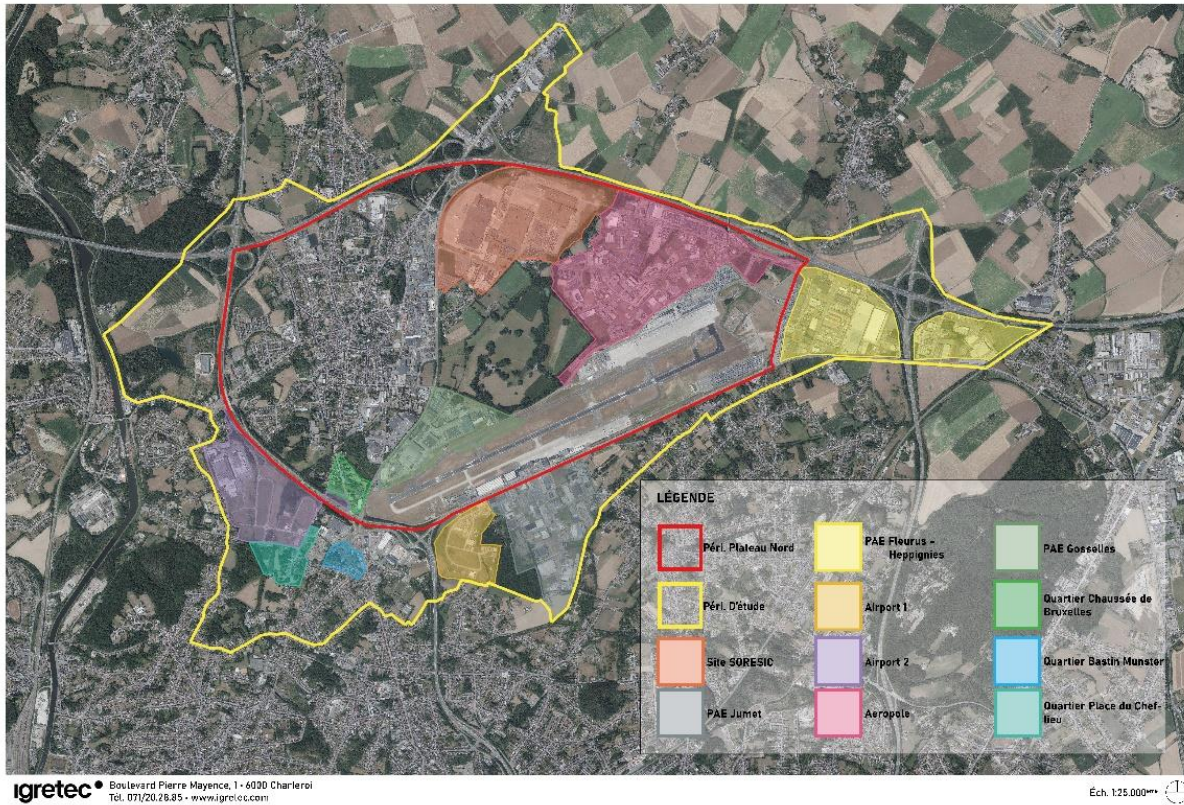 LÉGENDE
Péri. Plateau Nord
Péri. D'étude
Site SORESIC
PAE Jumet
PAE Fleurus -
Heppignies
Airport 1
Airport 2
Aeropole
PAE Gosselies
Quartier Chaussée de
Bruxelles
Quartier Bastin Munster
Quartier Place du Chef-
lieu
igretec
Boulevard Pierre Mayence, 1 - 6000 Charleroi
Tél. 071/20.28.85 - www.igretec.com
Éch. 1:25.000ème